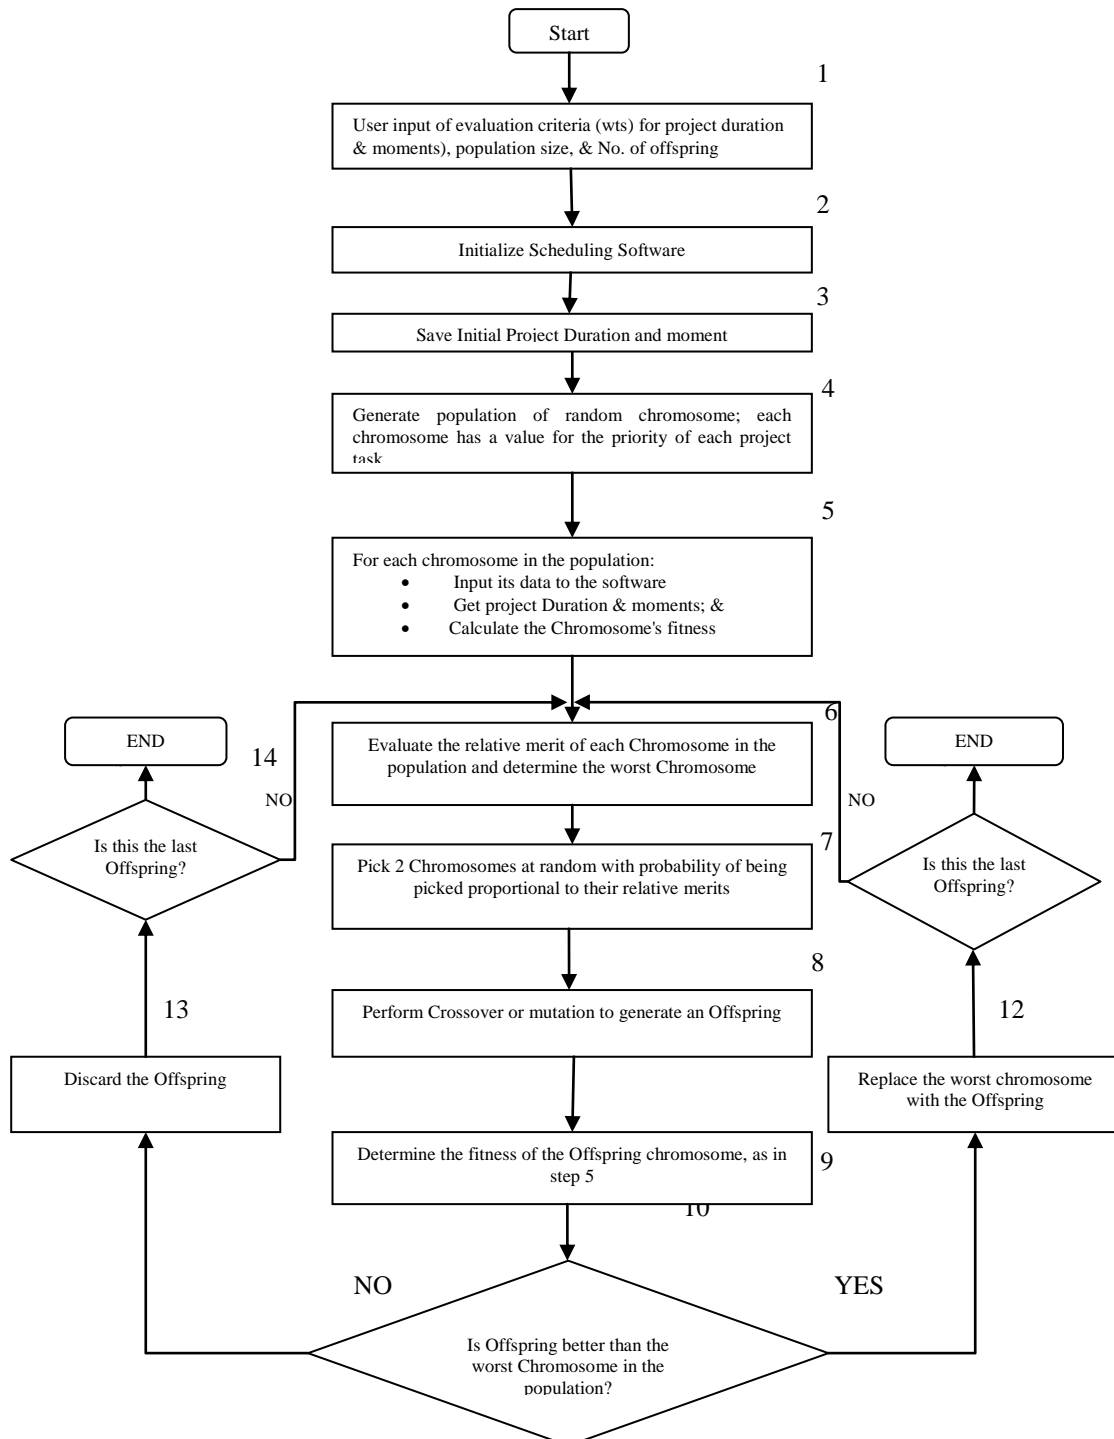 Start
1
User input of evaluation criteria (wts) for project duration
& moments), population size, & No. of offspring
2
Initialize Scheduling Software
3
Save Initial Project Duration and moment
4
Generate population of random chromosome; each
chromosome has a value for the priority of each project
task
5
For each chromosome in the population:
• Input its data to the software
• Get project Duration & moments; &
• Calculate the Chromosome's fitness
6
Evaluate the relative merit of each Chromosome in the
population and determine the worst Chromosome
END
14
NO
Is this the last
Offspring?
END
NO
Is this the last
Offspring?
7
Pick 2 Chromosomes at random with probability of being
picked proportional to their relative merits
8
Perform Crossover or mutation to generate an Offspring
13
Discard the Offspring
12
Replace the worst chromosome
with the Offspring
9
Determine the fitness of the Offspring chromosome, as in
step 5
10
NO
YES
Is Offspring better than the
worst Chromosome in the
population?